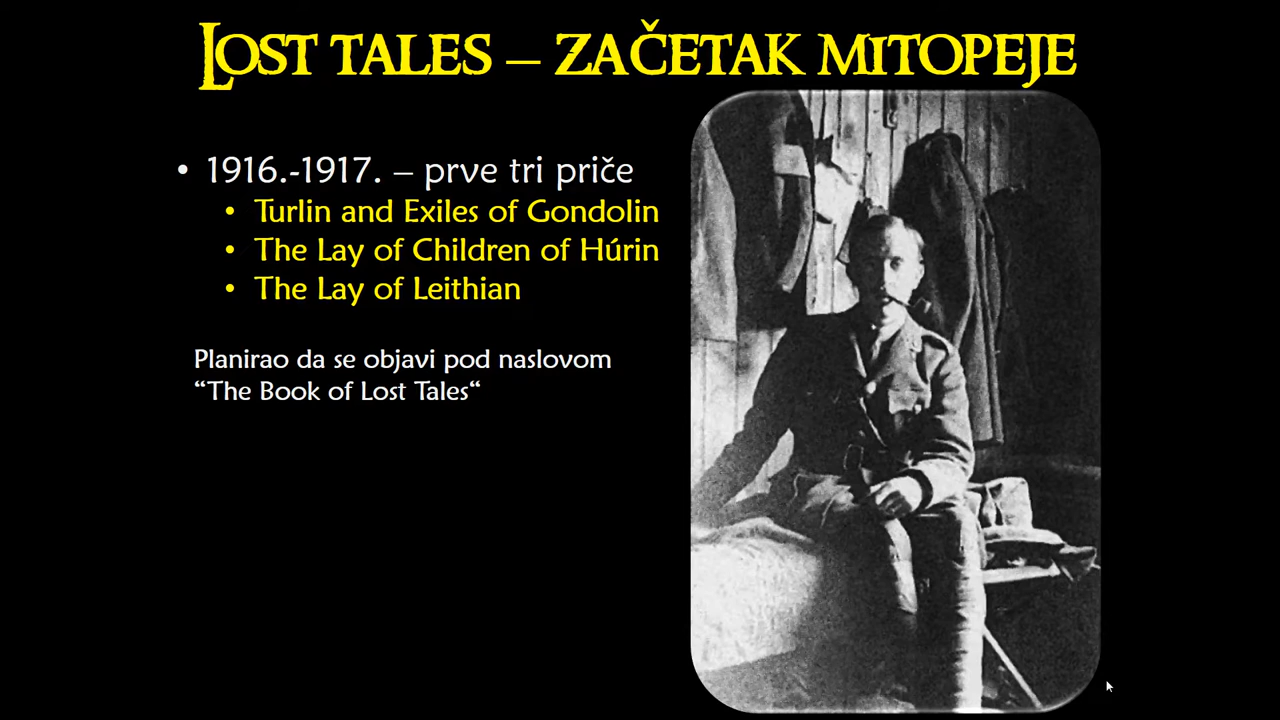 LOST TALES – ZAČETAK MITOPEJE
• 1916.-1917. – prve tri priče
• Turlin and Exiles of Gondolin
• The Lay of Children of Húrin
• The Lay of Leithian
Planirao da se objavi pod naslovom
“The Book of Lost Tales“